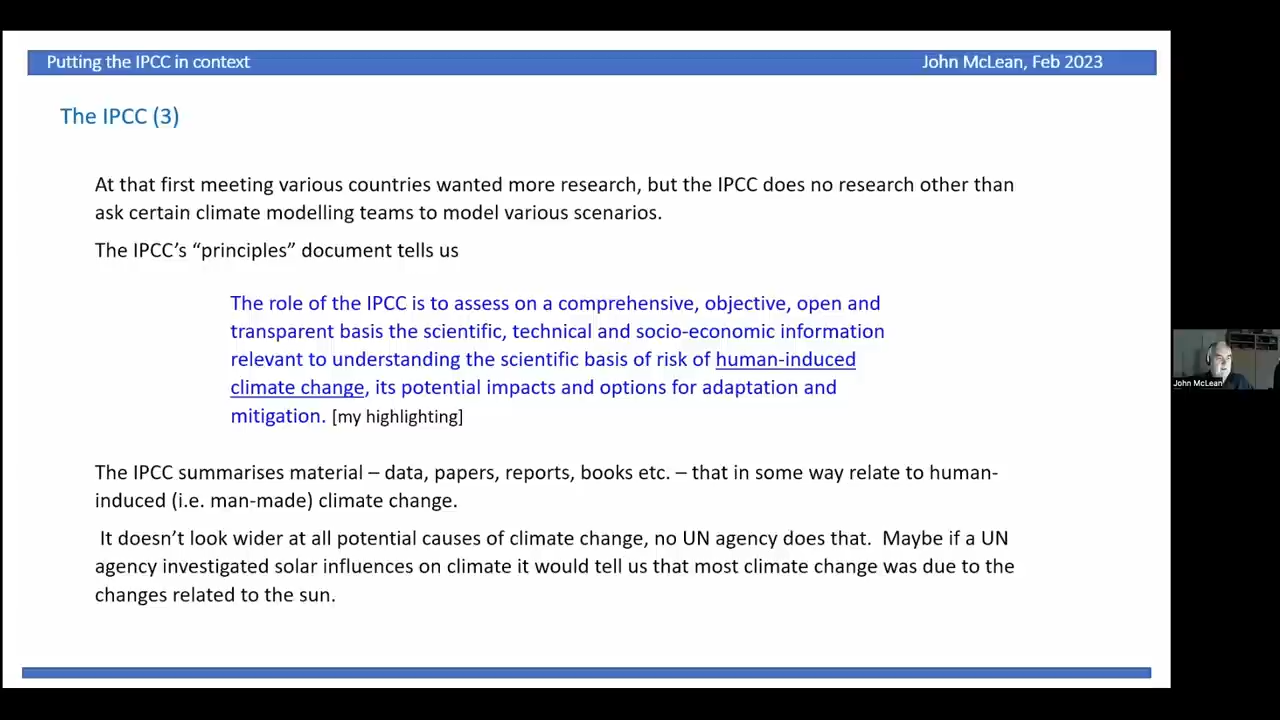 Putting the IPCC in context
John McLean, Feb 2023
The IPCC (3)
At that first meeting various countries wanted more research, but the IPCC does no research other than
ask certain climate modelling teams to model various scenarios.
The IPCC’s “principles” document tells us
The role of the IPCC is to assess on a comprehensive, objective, open and
transparent basis the scientific, technical and socio-economic information
relevant to understanding the scientific basis of risk of human-induced
climate change, its potential impacts and options for adaptation and
mitigation. [my highlighting]
The IPCC summarises material – data, papers, reports, books etc. – that in some way relate to human-
induced (i.e. man-made) climate change.
It doesn’t look wider at all potential causes of climate change, no UN agency does that. Maybe if a UN
agency investigated solar influences on climate it would tell us that most climate change was due to the
changes related to the sun.
John McLean